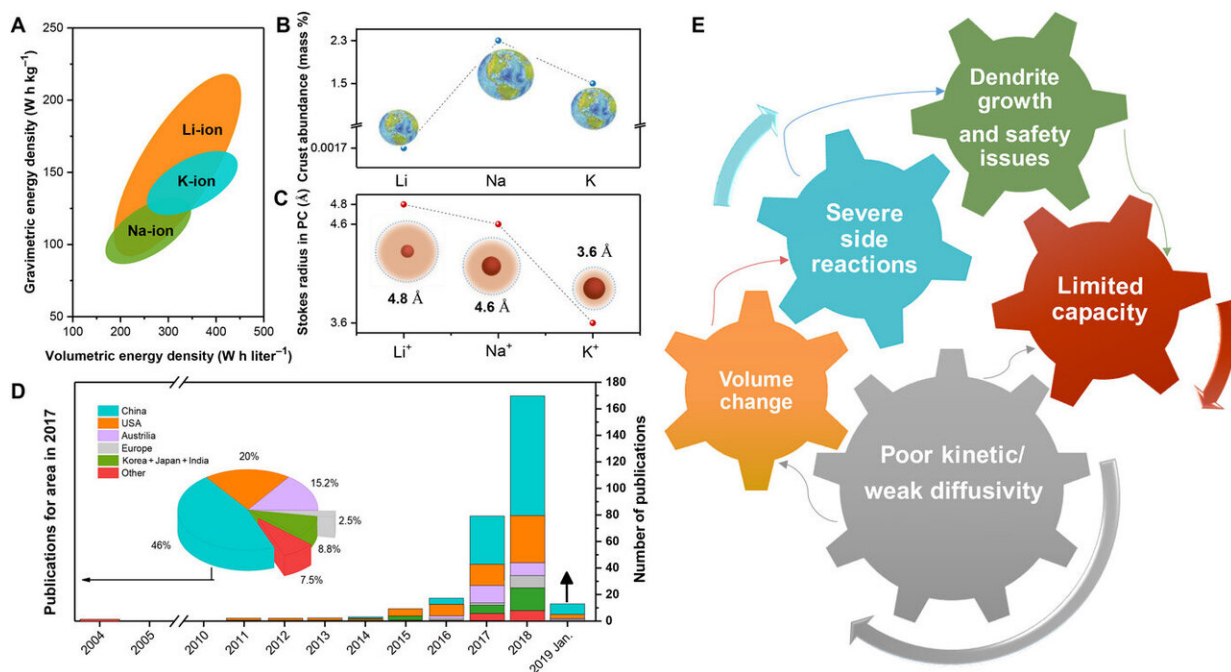 A
Gravimetric energy density (W h kg⁻¹)
250
200
150
100
50
Li-ion
K-ion
Na-ion
100
200
300
400
500
Volumetric energy density (W h liter⁻¹)
B
Crust abundance (mass %)
2.3
1.5
0.0017
Li
Na
K
C
Stokes radius in PC (Å)
4.8
4.6
3.6
4.8 Å
4.6 Å
3.6 Å
Li⁺
Na⁺
K⁺
D
Publications for area in 2017
China
USA
Austrilia
Europe
Korea+Japan+India
Other
20%
15.2%
2.5%
8.8%
7.5%
46%
Number of publications
180
160
140
120
100
80
60
40
20
0
2004
2005
2010
2011
2012
2013
2014
2015
2016
2017
2018
2019 Jan.
E
Dendrite
growth
and safety
issues
Severe
side
reactions
Limited
capacity
Volume
change
Poor kinetic/
weak diffusivity